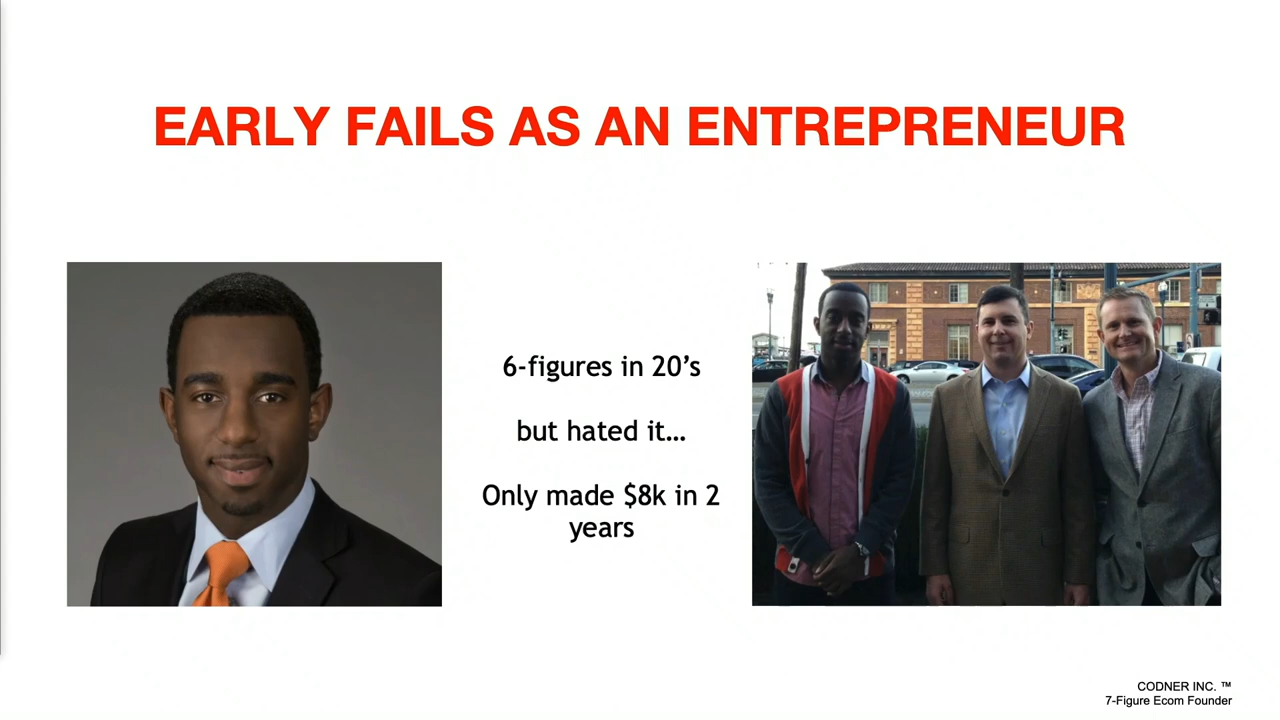 EARLY FAILS AS AN ENTREPRENEUR
6-figures in 20’s
but hated it…
Only made $8k in 2
years
CODNER INC. ™
7-Figure Ecom Founder